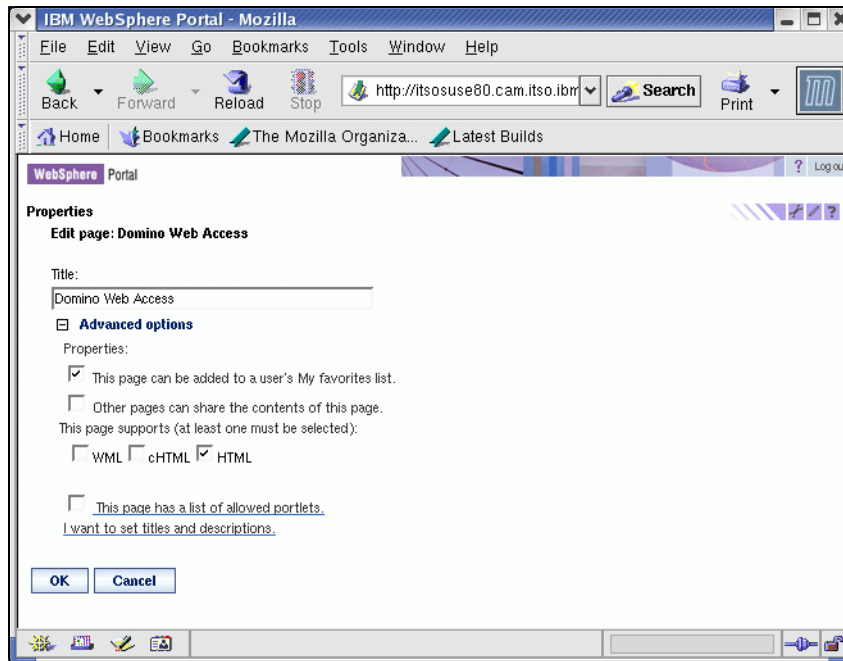 IBM WebSphere Portal - Mozilla
File Edit View Go Bookmarks Tools Window Help
Back Forward Reload Stop http://itsosuse80.cam.itso.ibm Search Print
Home Bookmarks The Mozilla Organiza... Latest Builds
WebSphere Portal ? Log ou
Properties ?
Edit page: Domino Web Access
Title:
Domino Web Access
Advanced options
Properties:
This page can be added to a user's My favorites list.
Other pages can share the contents of this page.
This page supports (at least one must be selected):
WML cHTML HTML
This page has a list of allowed portlets.
I want to set titles and descriptions.
OK Cancel